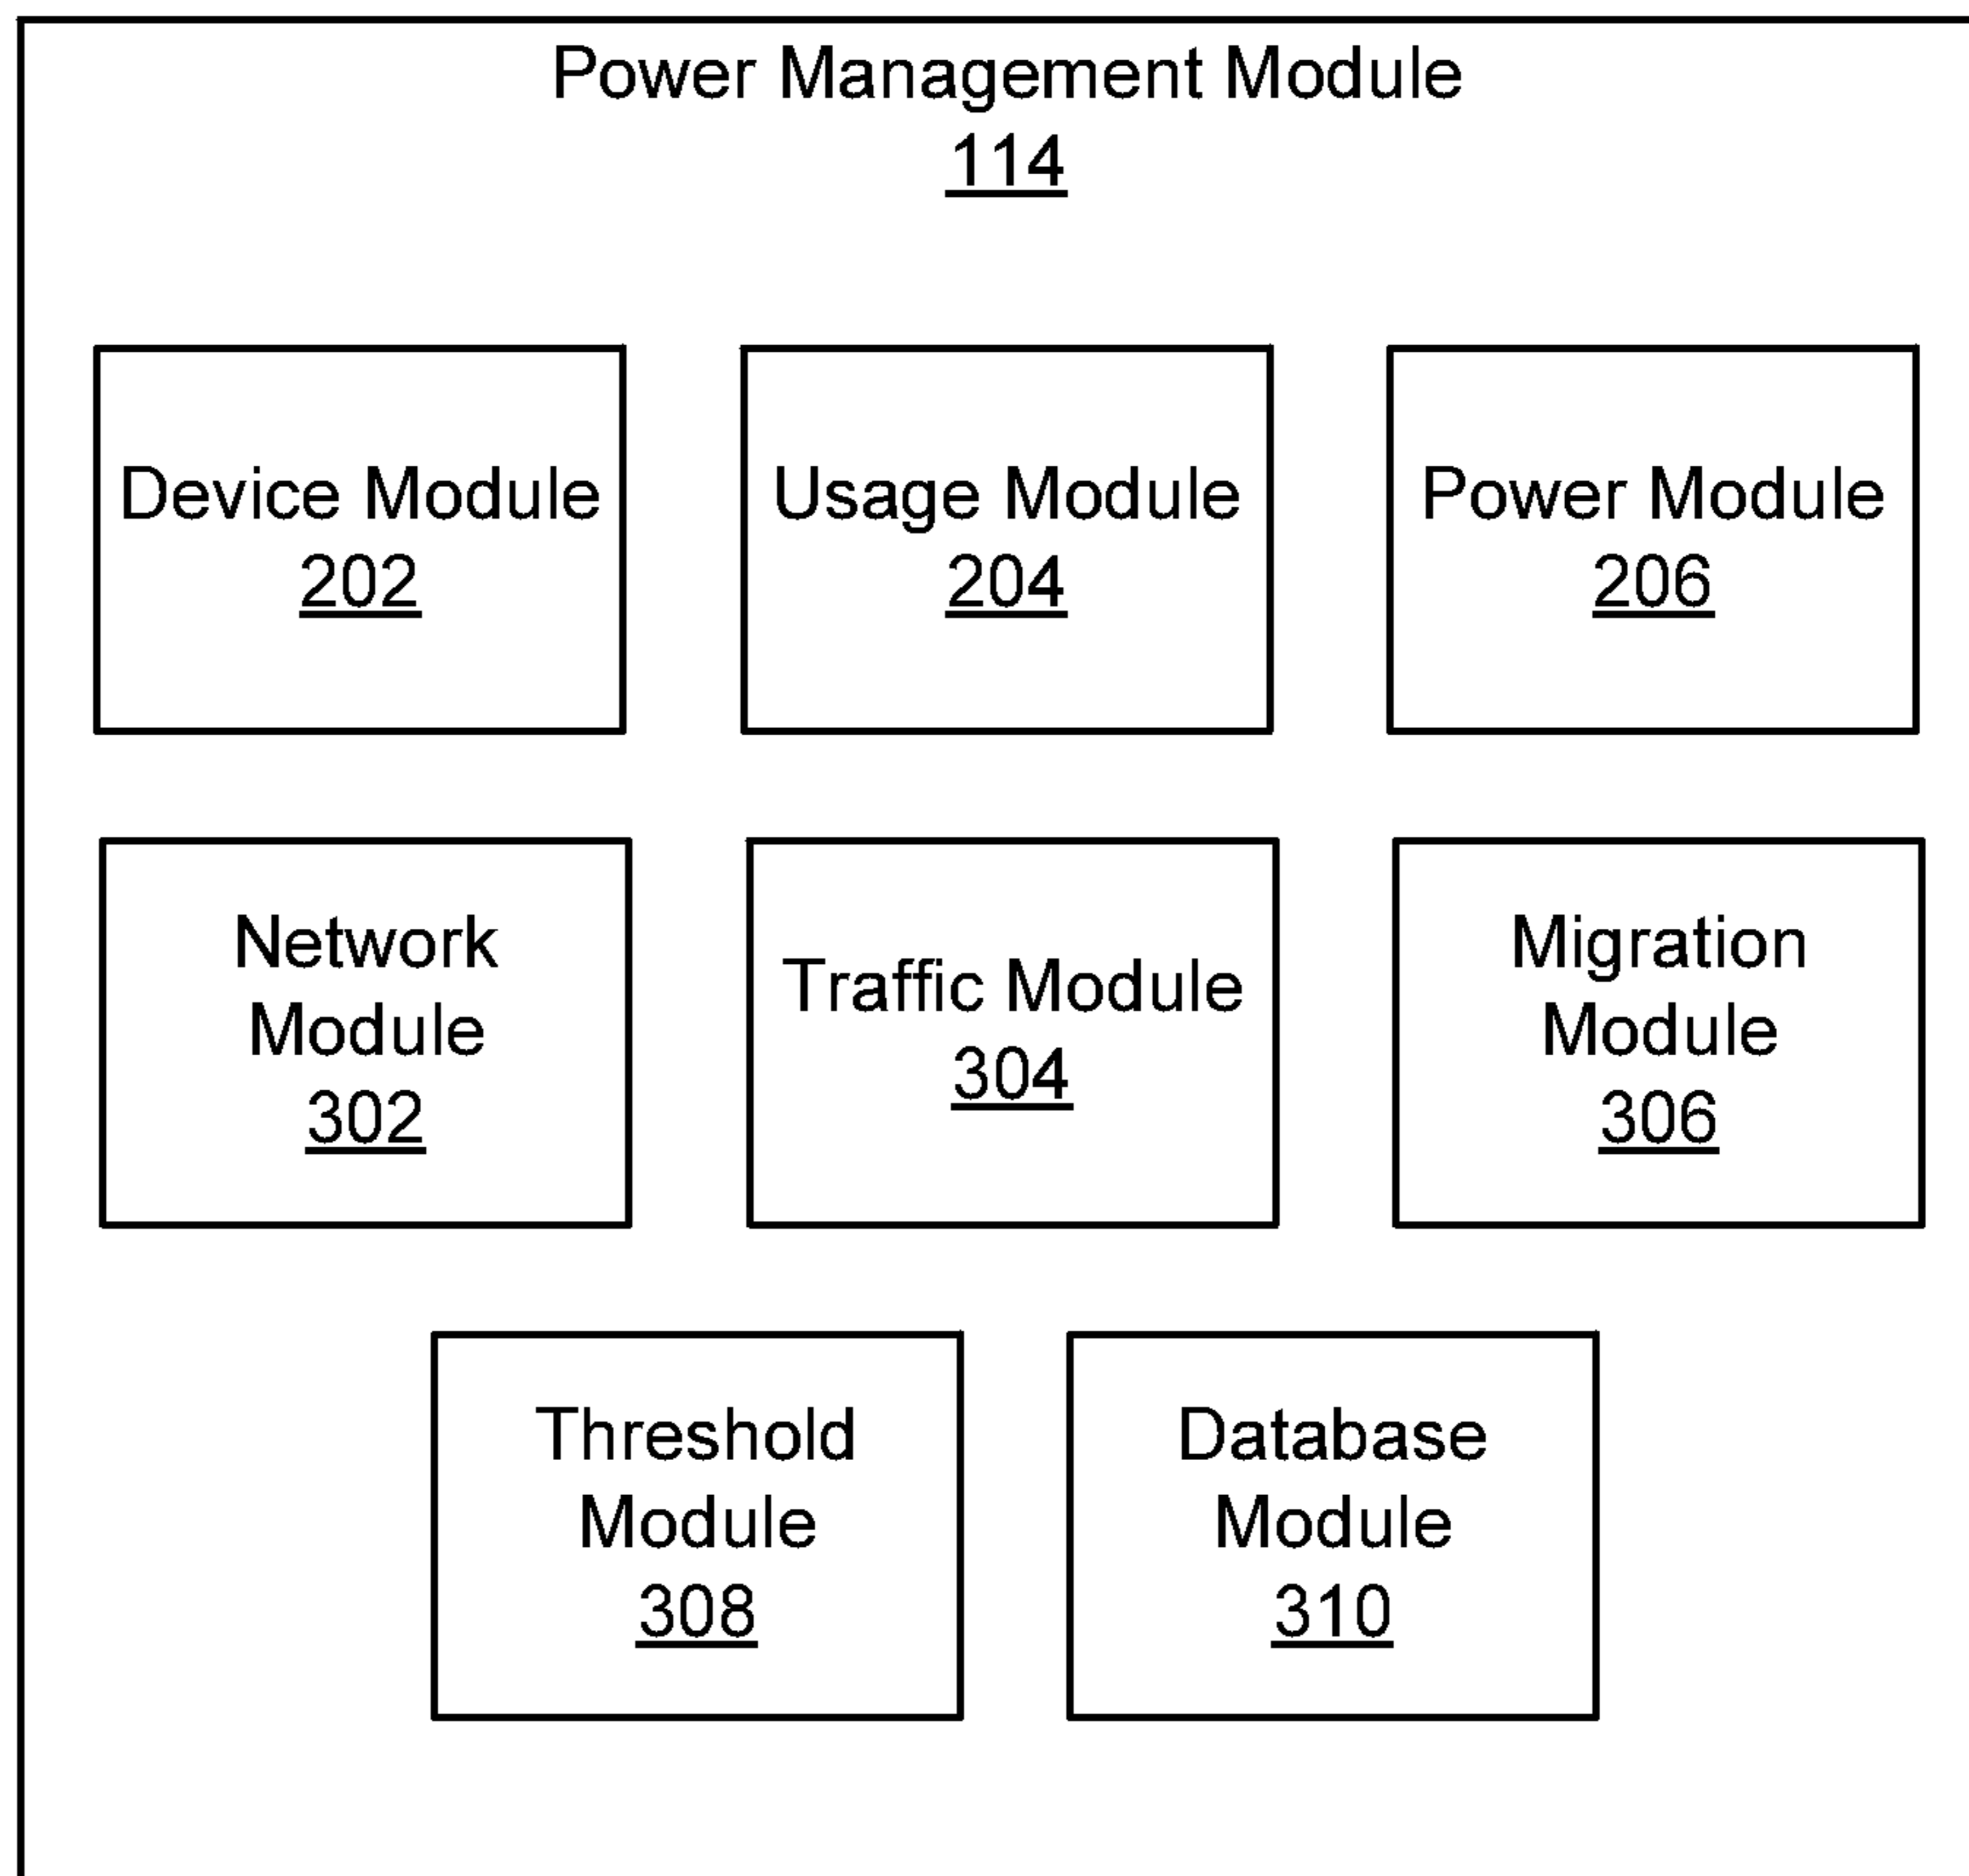 Power Management Module
114
Device Module
202
Usage Module
204
Power Module
206
Network
Module
302
Traffic Module
304
Migration
Module
306
Threshold
Module
308
Database
Module
310